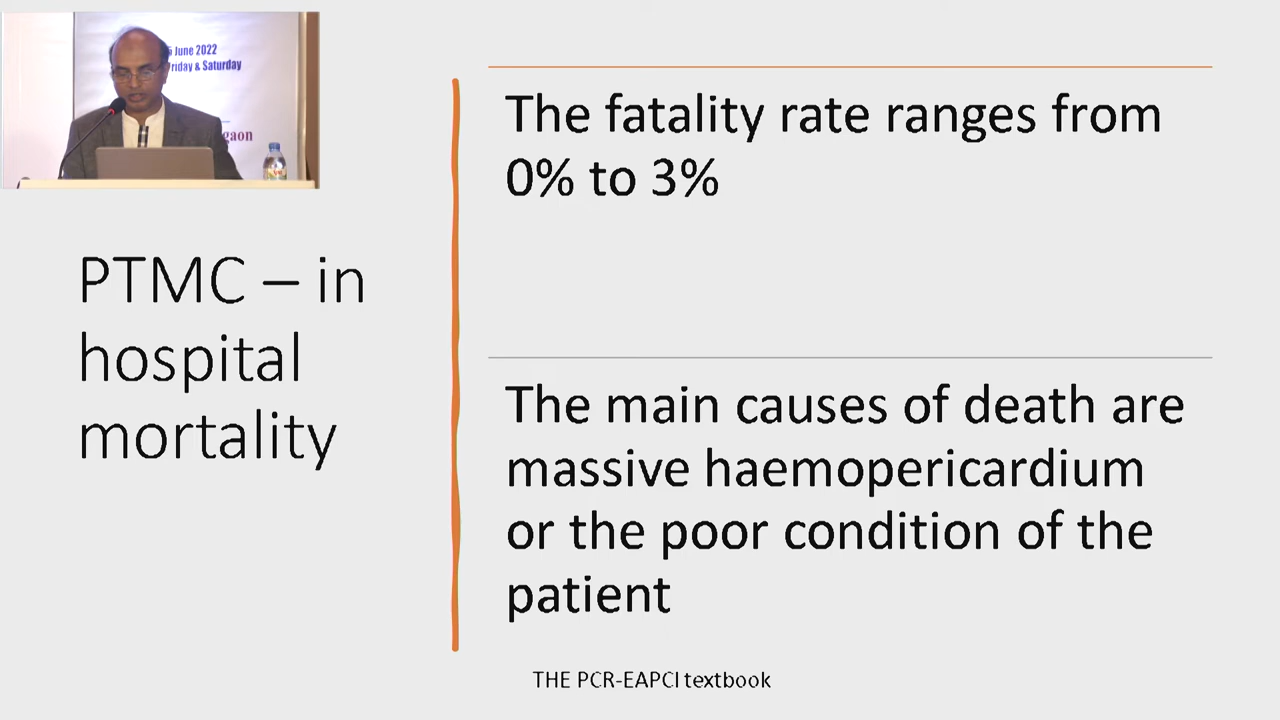 June 2022
Friday & Saturday
gaon
PTMC – in
hospital
mortality
The fatality rate ranges from
0% to 3%
The main causes of death are
massive haemopericardium
or the poor condition of the
patient
THE PCR-EAPCI textbook